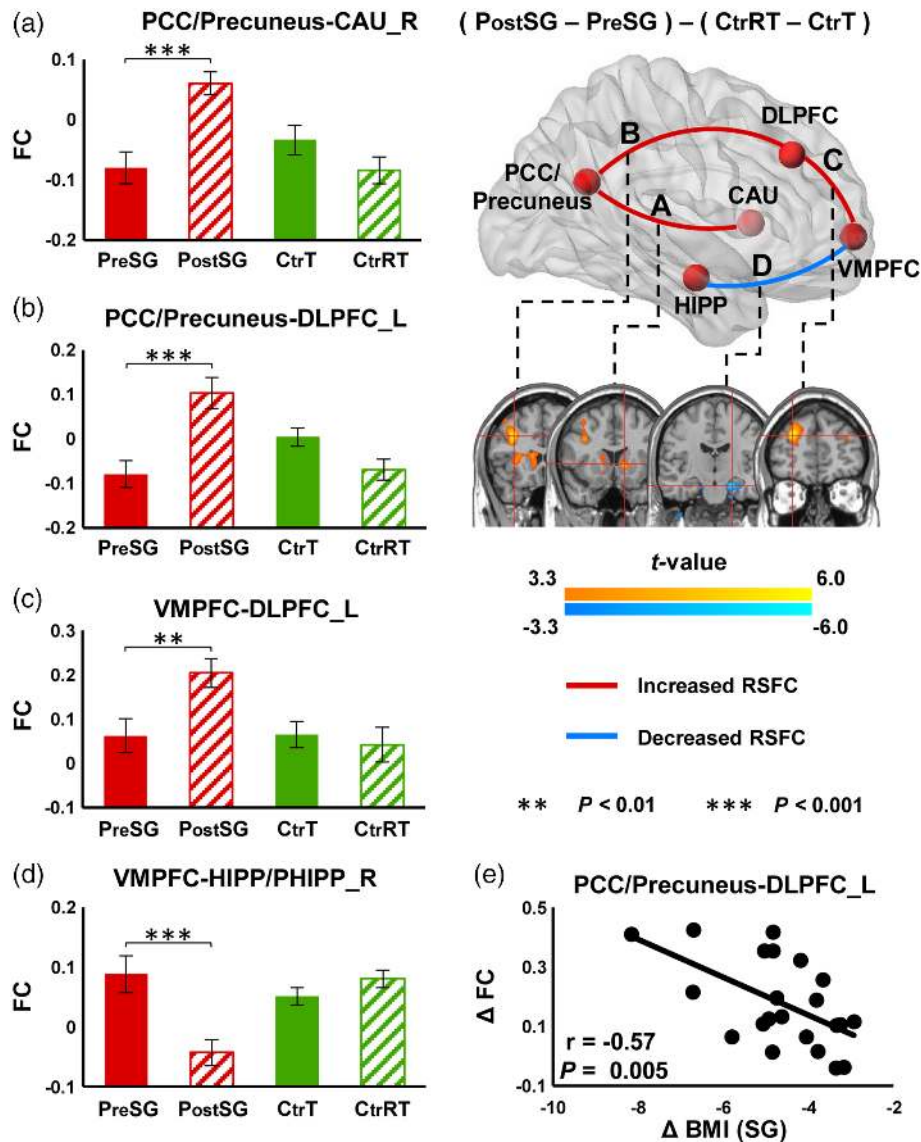 (a) PCC/Precuneus-CAU_R
***
0.1
0
-0.1
-0.2
FC
PreSG PostSG CtrT CtrRT
(b) PCC/Precuneus-DLPFC_L
***
0.2
0.1
0
-0.1
-0.2
FC
PreSG PostSG CtrT CtrRT
(c) VMPFC-DLPFC_L
**
0.3
0.2
0.1
0
-0.1
FC
PreSG PostSG CtrT CtrRT
(d) VMPFC-HIPP/PHIPP_R
***
0.2
0.1
0
-0.1
FC
PreSG PostSG CtrT CtrRT
( PostSG – PreSG ) – ( CtrRT – CtrT )
DLPFC
B
C
PCC/
Precuneus
CAU
A
D
VMPFC
HIPP
t-value
3.3 6.0
-3.3 -6.0
Increased RSFC
Decreased RSFC
** P < 0.01 *** P < 0.001
(e) PCC/Precuneus-DLPFC_L
0.5
0.3
0.1
-0.1
Δ FC
r = -0.57
P = 0.005
-10 -8 -6 -4 -2
Δ BMI (SG)